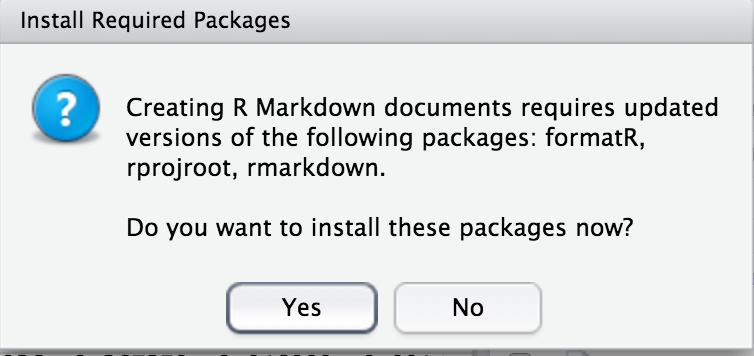 Install Required Packages
Creating R Markdown documents requires updated
versions of the following packages: formatR,
rprojroot, rmarkdown.
Do you want to install these packages now?
Yes
No